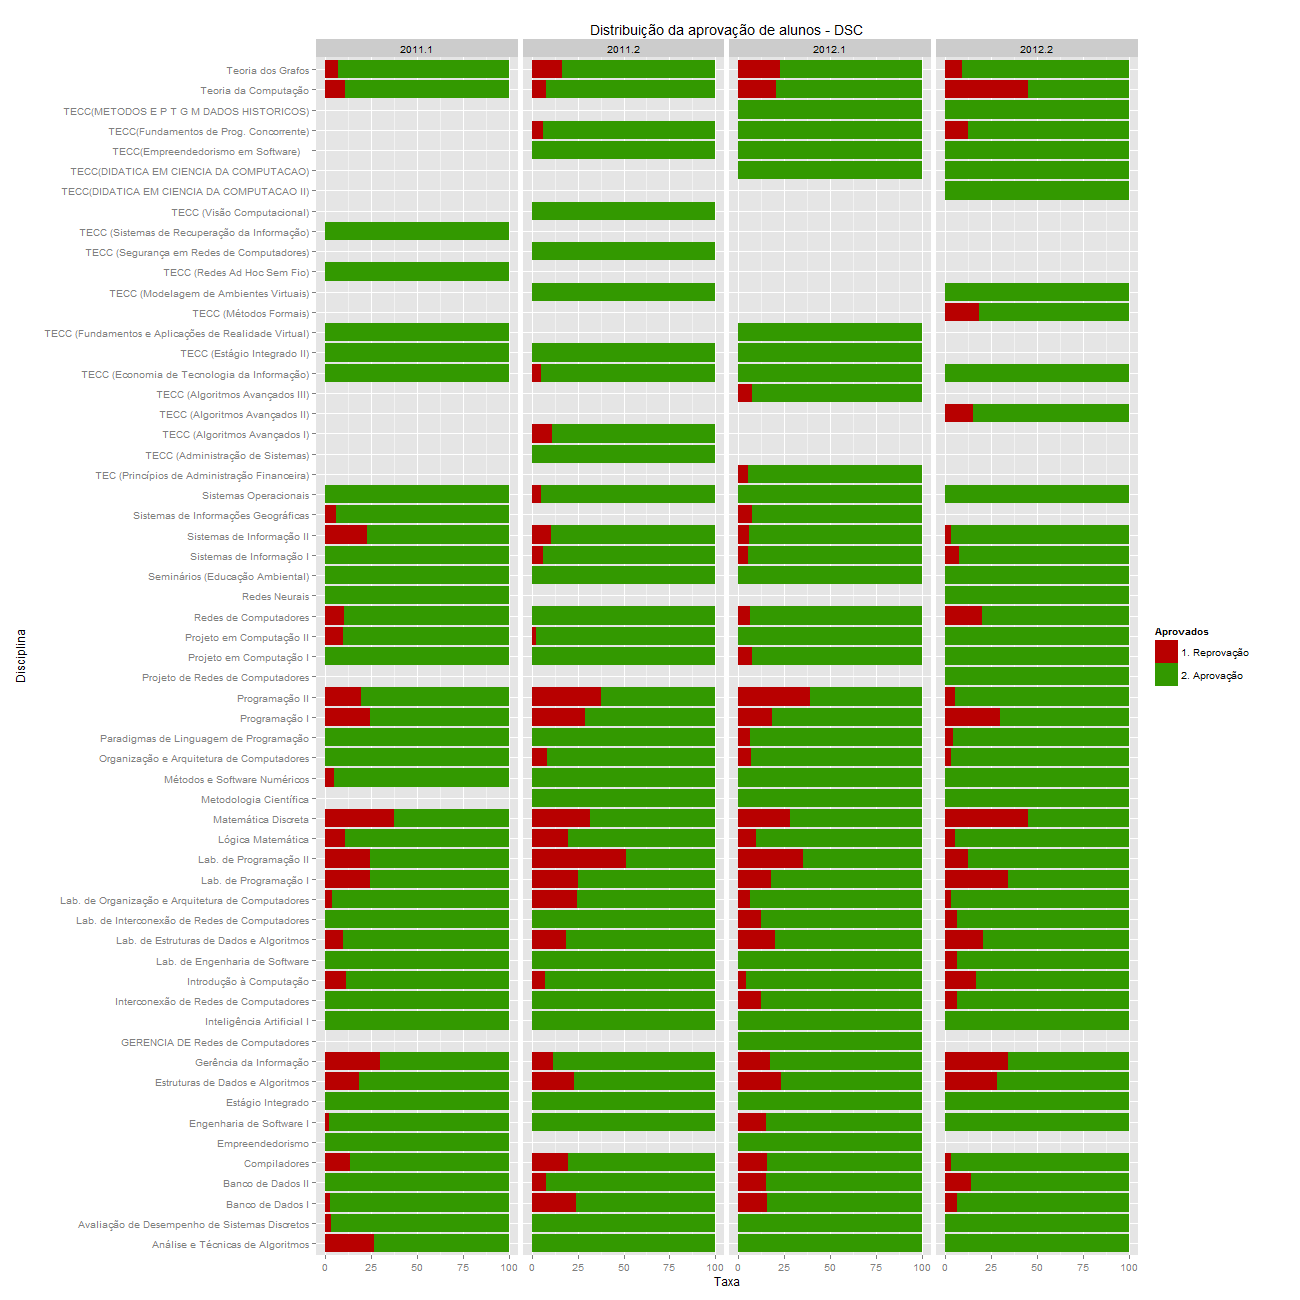 Distribuição da aprovação de alunos - DSC
2011.1
2011.2
2012.1
2012.2
Teoria dos Grafos
Teoria da Computação
TECC(METODOS E P T G M DADOS HISTORICOS)
TECC(Fundamentos de Prog. Concorrente)
TECC(Empreendedorismo em Software)
TECC(DIDATICA EM CIENCIA DA COMPUTACAO)
TECC(DIDATICA EM CIENCIA DA COMPUTACAO II)
TECC (Visão Computacional)
TECC (Sistemas de Recuperação da Informação)
TECC (Segurança em Redes de Computadores)
TECC (Redes Ad Hoc Sem Fio)
TECC (Modelagem de Ambientes Virtuais)
TECC (Métodos Formais)
TECC (Fundamentos e Aplicações de Realidade Virtual)
TECC (Estágio Integrado II)
TECC (Economia de Tecnologia da Informação)
TECC (Algoritmos Avançados III)
TECC (Algoritmos Avançados II)
TECC (Algoritmos Avançados I)
TECC (Administração de Sistemas)
TEC (Princípios de Administração Financeira)
Sistemas Operacionais
Sistemas de Informações Geográficas
Sistemas de Informação II
Sistemas de Informação I
Seminários (Educação Ambiental)
Redes Neurais
Redes de Computadores
Projeto em Computação II
Projeto em Computação I
Projeto de Redes de Computadores
Programação II
Programação I
Paradigmas de Linguagem de Programação
Organização e Arquitetura de Computadores
Métodos e Software Numéricos
Metodologia Científica
Matemática Discreta
Lógica Matemática
Lab. de Programação II
Lab. de Programação I
Lab. de Organização e Arquitetura de Computadores
Lab. de Interconexão de Redes de Computadores
Lab. de Estruturas de Dados e Algoritmos
Lab. de Engenharia de Software
Introdução à Computação
Interconexão de Redes de Computadores
Inteligência Artificial I
GERENCIA DE Redes de Computadores
Gerência da Informação
Estruturas de Dados e Algoritmos
Estágio Integrado
Engenharia de Software I
Empreendedorismo
Compiladores
Banco de Dados II
Banco de Dados I
Avaliação de Desempenho de Sistemas Discretos
Análise e Técnicas de Algoritmos
Disciplina
0 25 50 75 100
0 25 50 75 100
0 25 50 75 100
0 25 50 75 100
Taxa
Aprovados
1. Reprovação
2. Aprovação